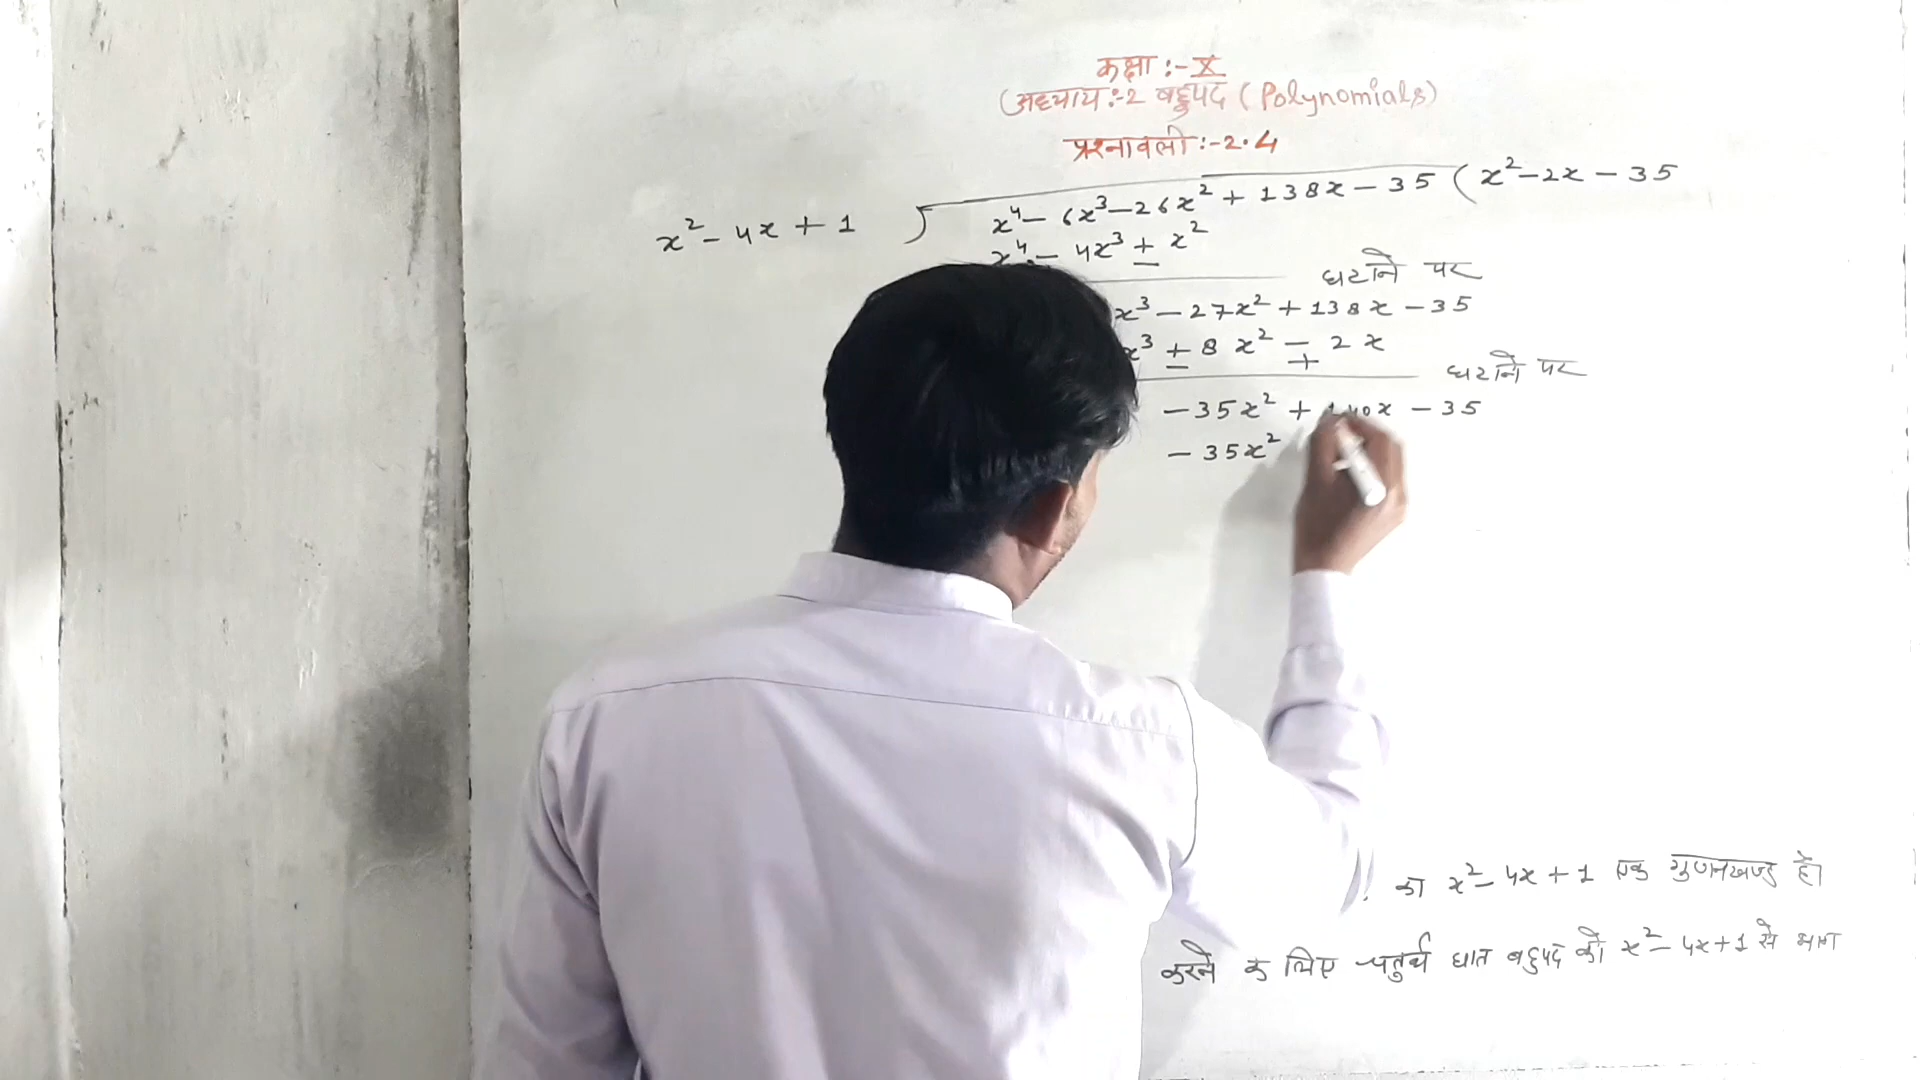 कक्षा :- X
अध्याय :- 2 बहुपद ( Polynomials )
प्रश्नावली :- 2.4
x² - 4x + 1 ) x⁴ - 6x³ - 26x² + 138x - 35 ( x² - 2x - 35
x⁴ - 4x³ + x²
−
घटाने पर
x³ - 27x² + 138x - 35
x³ + 8x² - 2x
− +
घटाने पर
- 35x² + 140x - 35
- 35x²
का x² - 4x + 1 एक गुणनखण्ड है।
करने के लिए चतुर्थ घात बहुपद को x² - 4x + 1 से भाग